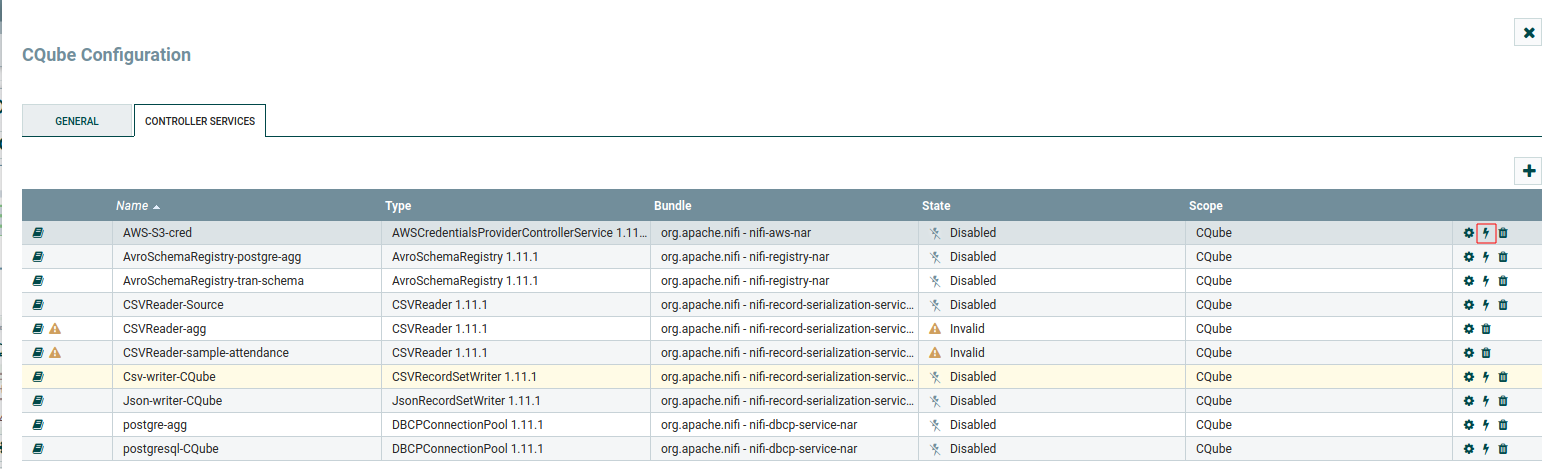 CQube Configuration
GENERAL CONTROLLER SERVICES
Name Type Bundle State Scope
AWS-S3-cred AWSCredentialsProviderControllerService 1.11... org.apache.nifi - nifi-aws-nar Disabled CQube
AvroSchemaRegistry-postgre-agg AvroSchemaRegistry 1.11.1 org.apache.nifi - nifi-registry-nar Disabled CQube
AvroSchemaRegistry-tran-schema AvroSchemaRegistry 1.11.1 org.apache.nifi - nifi-registry-nar Disabled CQube
CSVReader-Source CSVReader 1.11.1 org.apache.nifi - nifi-record-serialization-servic... Disabled CQube
CSVReader-agg CSVReader 1.11.1 org.apache.nifi - nifi-record-serialization-servic... Invalid CQube
CSVReader-sample-attendance CSVReader 1.11.1 org.apache.nifi - nifi-record-serialization-servic... Invalid CQube
Csv-writer-CQube CSVRecordSetWriter 1.11.1 org.apache.nifi - nifi-record-serialization-servic... Disabled CQube
Json-writer-CQube JsonRecordSetWriter 1.11.1 org.apache.nifi - nifi-record-serialization-servic... Disabled CQube
postgre-agg DBCPConnectionPool 1.11.1 org.apache.nifi - nifi-dbcp-service-nar Disabled CQube
postgresql-CQube DBCPConnectionPool 1.11.1 org.apache.nifi - nifi-dbcp-service-nar Disabled CQube